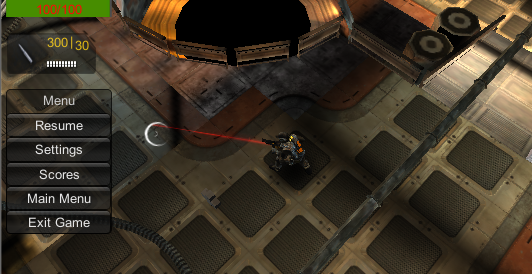 100/100
300|30
Menu
Resume
Settings
Scores
Main Menu
Exit Game